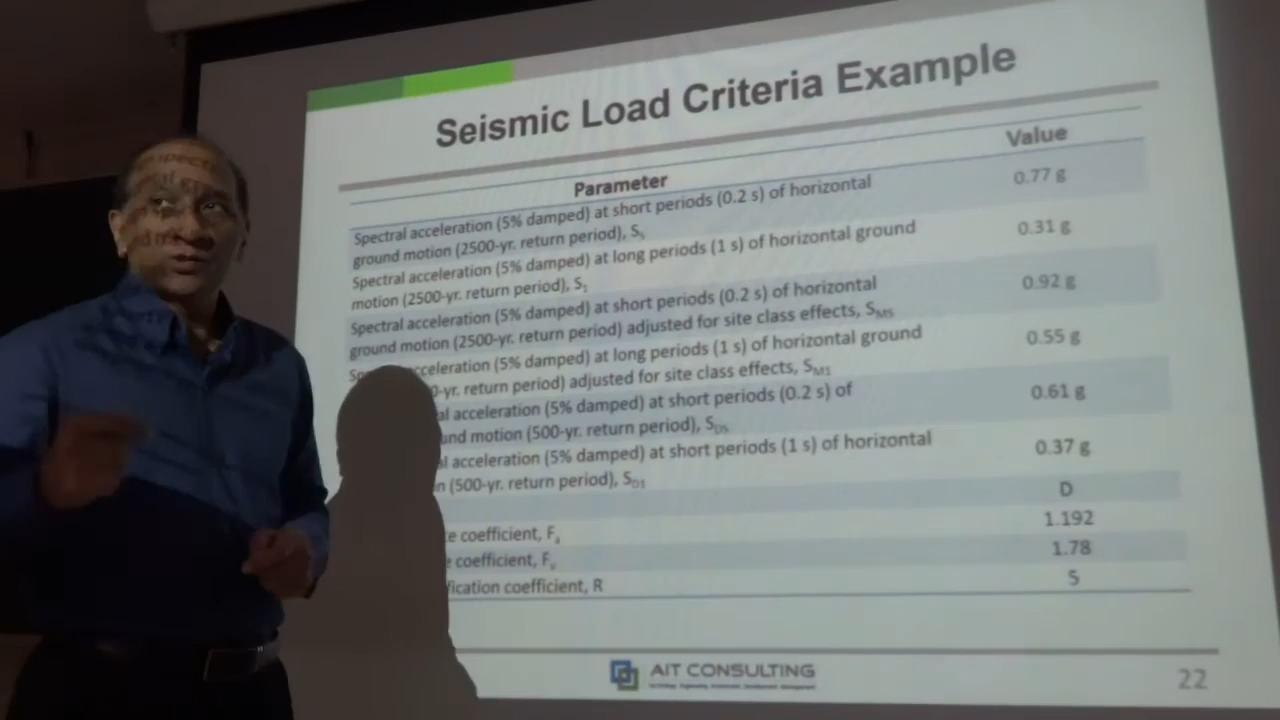 Seismic Load Criteria Example
Parameter Value
Spectral acceleration (5% damped) at short periods (0.2 s) of horizontal 0.77 g
ground motion (2500-yr. return period), Ss
Spectral acceleration (5% damped) at long periods (1 s) of horizontal ground 0.31 g
motion (2500-yr. return period), S1
Spectral acceleration (5% damped) at short periods (0.2 s) of horizontal 0.92 g
ground motion (2500-yr. return period) adjusted for site class effects, SMS
cceleration (5% damped) at long periods (1 s) of horizontal ground 0.55 g
0-yr. return period) adjusted for site class effects, SM1
al acceleration (5% damped) at short periods (0.2 s) of 0.61 g
und motion (500-yr. return period), SDS
l acceleration (5% damped) at short periods (1 s) of horizontal 0.37 g
n (500-yr. return period), SD1
D
e coefficient, Fa 1.192
e coefficient, Fv 1.78
fication coefficient, R 5
AIT CONSULTING
22